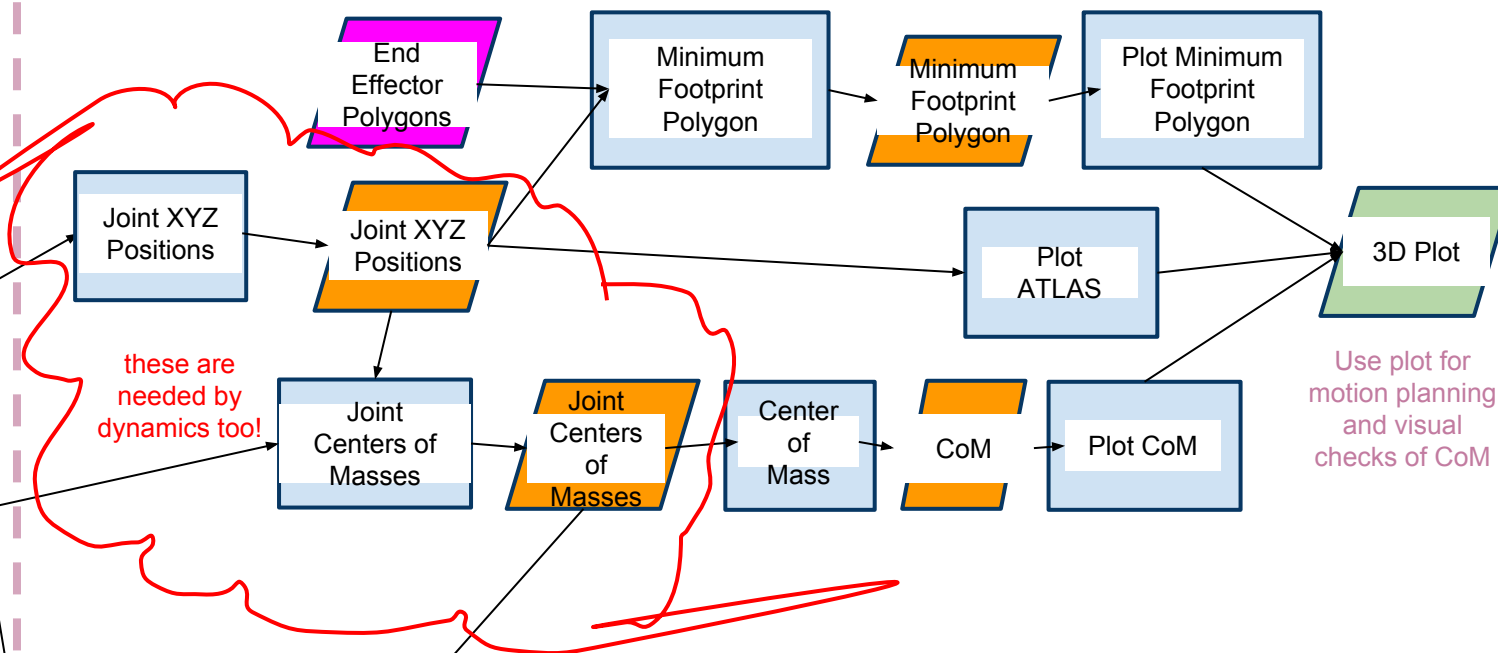 End
Effector
Polygons
Minimum
Footprint
Polygon
Minimum
Footprint
Polygon
Plot Minimum
Footprint
Polygon
Joint XYZ
Positions
Joint XYZ
Positions
Plot
ATLAS
3D Plot
these are
needed by
dynamics too!
Joint
Centers of
Masses
Joint
Centers
of
Masses
Center
of
Mass
CoM
Plot CoM
Use plot for
motion planning
and visual
checks of CoM